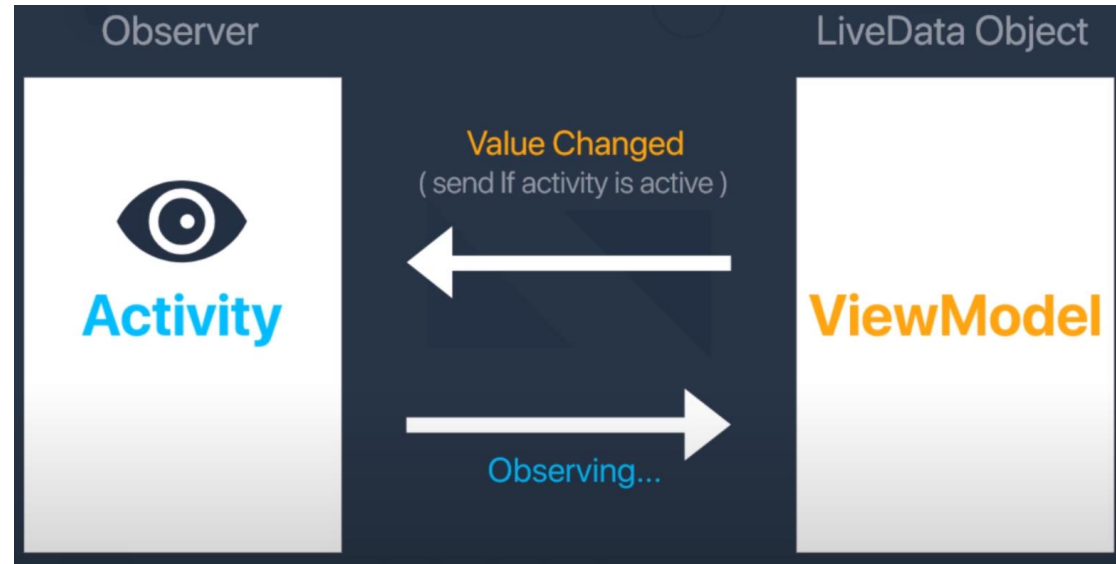 Observer
LiveData Object
Value Changed
( send If activity is active )
Activity
ViewModel
Observing...